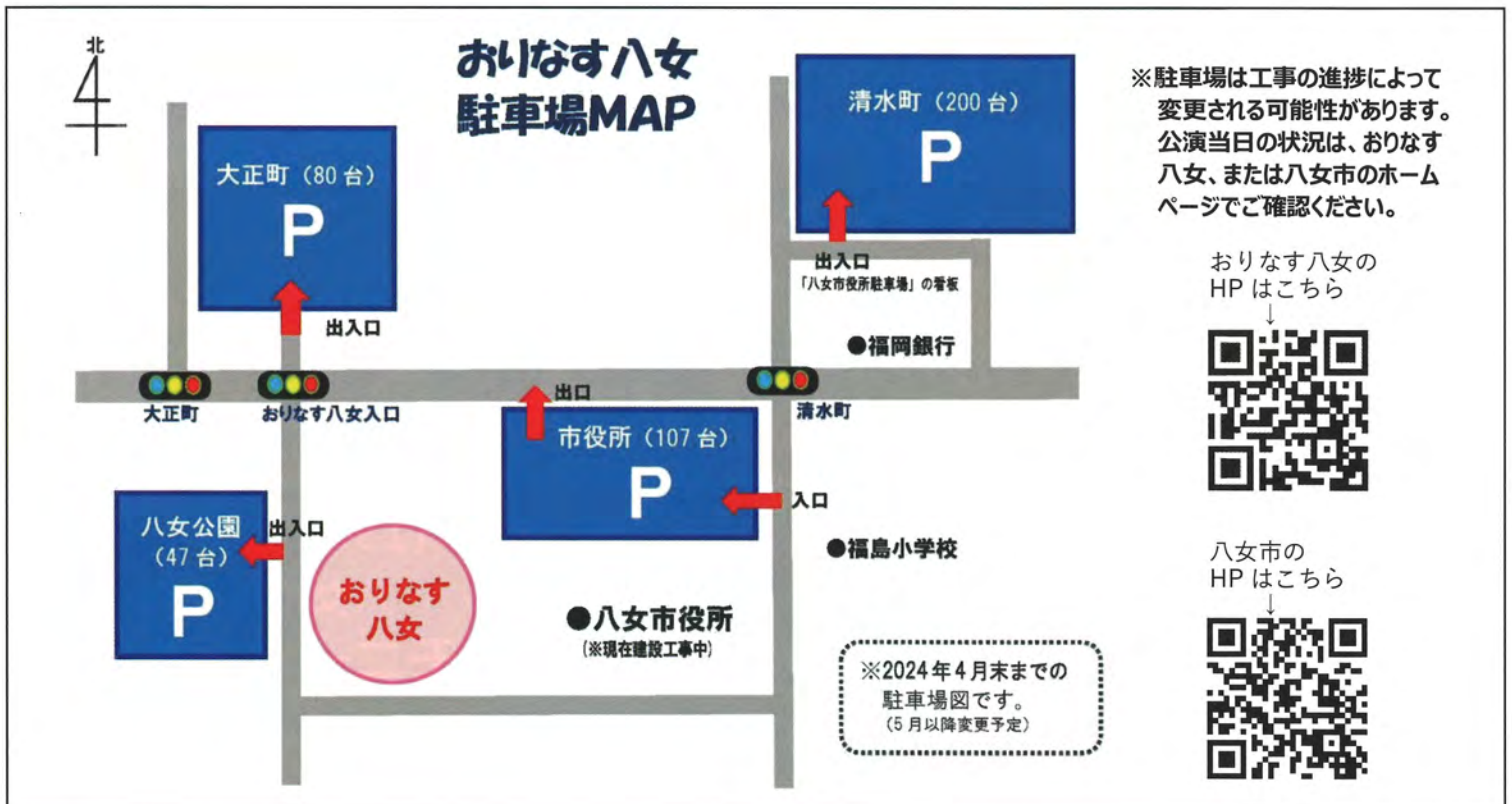 北
おりなす八女
駐車場MAP
大正町（80台）
P
出入口
清水町（200台）
P
出入口
「八女市役所駐車場」の看板
●福岡銀行
大正町
おりなす八女入口
出口
清水町
市役所（107台）
P
入口
八女公園
（47台）
P
出入口
おりなす
八女
●八女市役所
（※現在建設工事中）
●福島小学校
※2024年4月末までの
駐車場図です。
（5月以降変更予定）
※駐車場は工事の進捗によって
変更される可能性があります。
公演当日の状況は、おりなす
八女、または八女市のホーム
ページでご確認ください。
おりなす八女の
HPはこちら
↓
八女市の
HPはこちら
↓